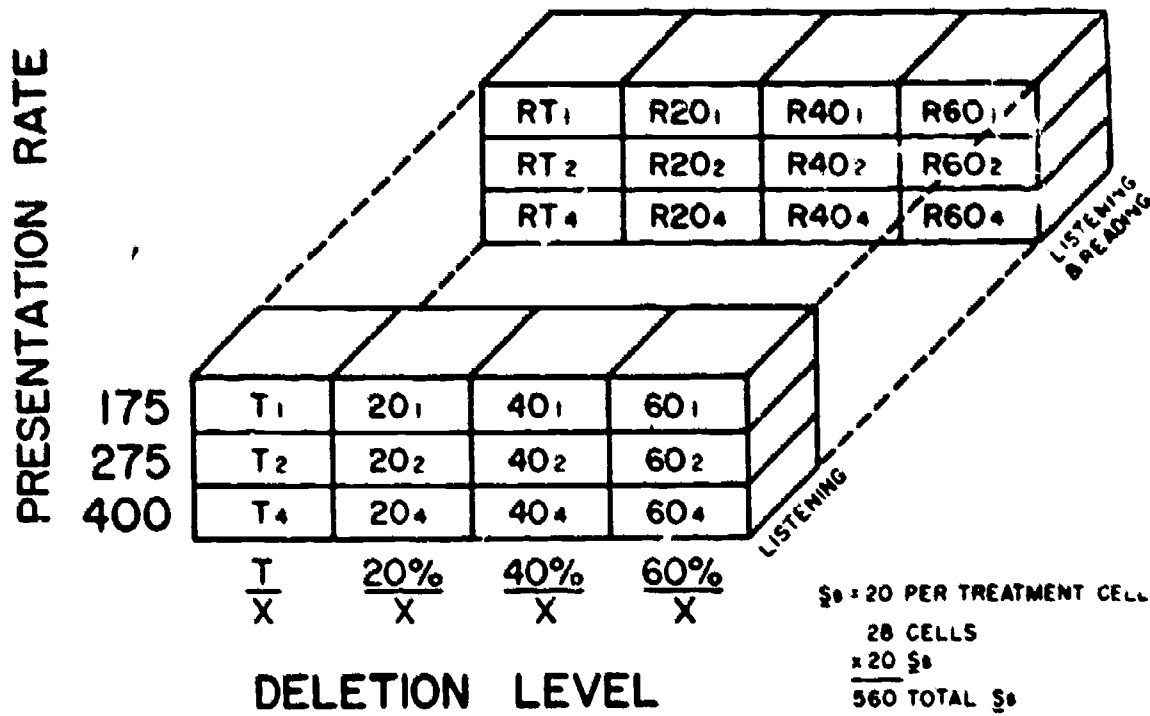 PRESENTATION RATE
RT1 R201 R401 R601
RT2 R202 R402 R602
RT4 R204 R404 R604
LISTENING
& READING
175 T1 201 401 601
275 T2 202 402 602
400 T4 204 404 604
LISTENING
T 20% 40% 60%
X X X X
DELETION LEVEL
Ss = 20 PER TREATMENT CELL
28 CELLS
x 20 Ss
560 TOTAL Ss